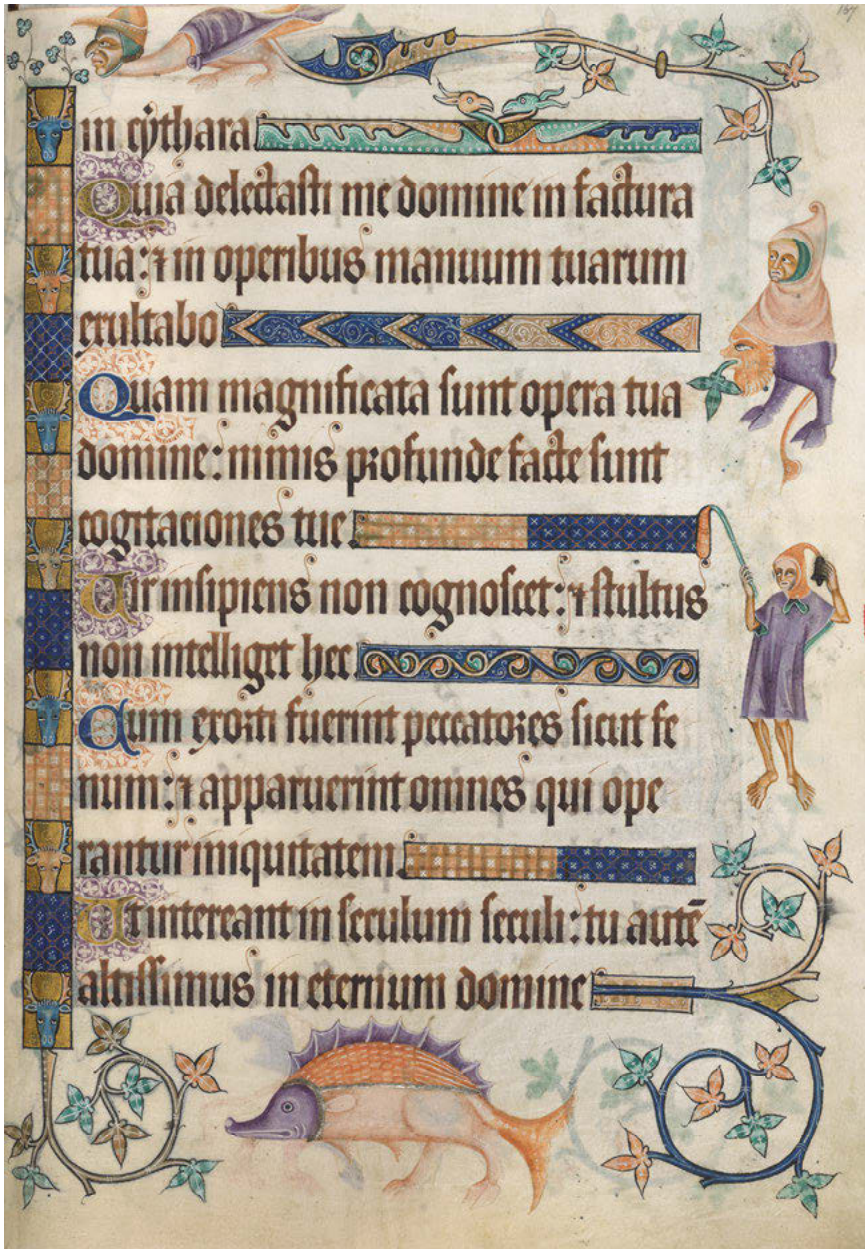 167
in cythara
Quia delectasti me domine in factura
tua: ⁊ in operibus manuum tuarum
exultabo
Quam magnificata sunt opera tua
domine: nimis profunde facte sunt
cogitaciones tue.
Uir insipiens non cognoscet: ⁊ stultus
non intelliget hec
Cum exorti fuerint peccatores sicut fe
num: ⁊ apparuerint omnes qui ope
rantur iniquitatem.
Ut intereant in seculum seculi: tu autē
altissimus in eternum domine